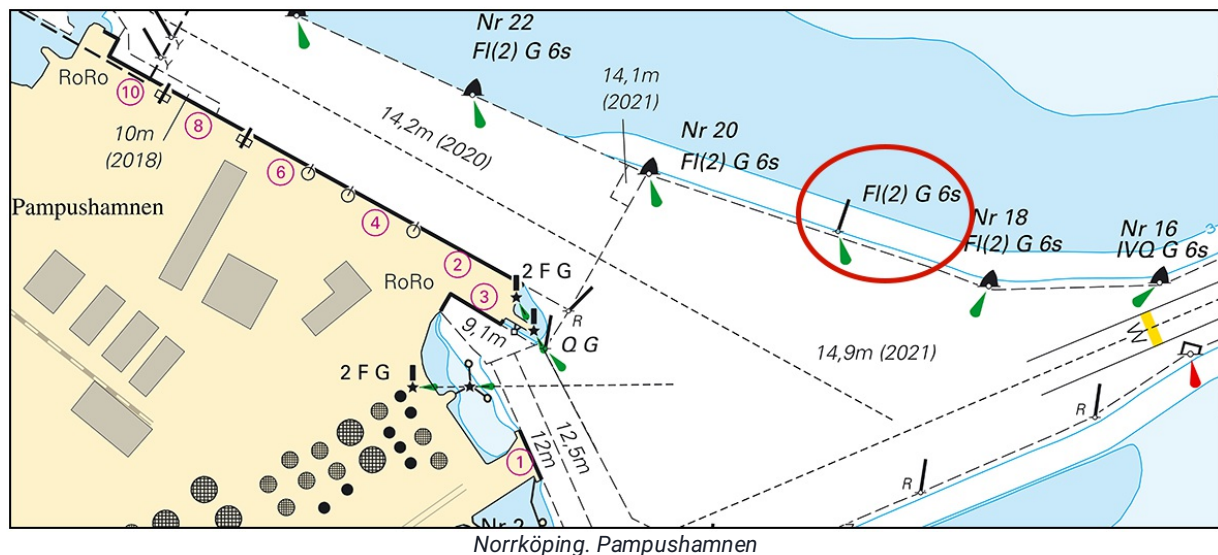 Nr 22
Fl(2) G 6s
Y
Y
RoRo
14,1m
(2021)
10
14,2m (2020)
Nr 20
Fl(2) G 6s
8
10m
(2018)
6
Fl(2) G 6s
Pampushamnen
4
Nr 18
Fl(2) G 6s
Nr 16
IVQ G 6s
3
2
2 F G
RoRo
3
R
9,1m
Q G
14,9m (2021)
W
2 F G
R
12,5m
12m
1
R
Nr 2
Norrköping. Pampushamnen